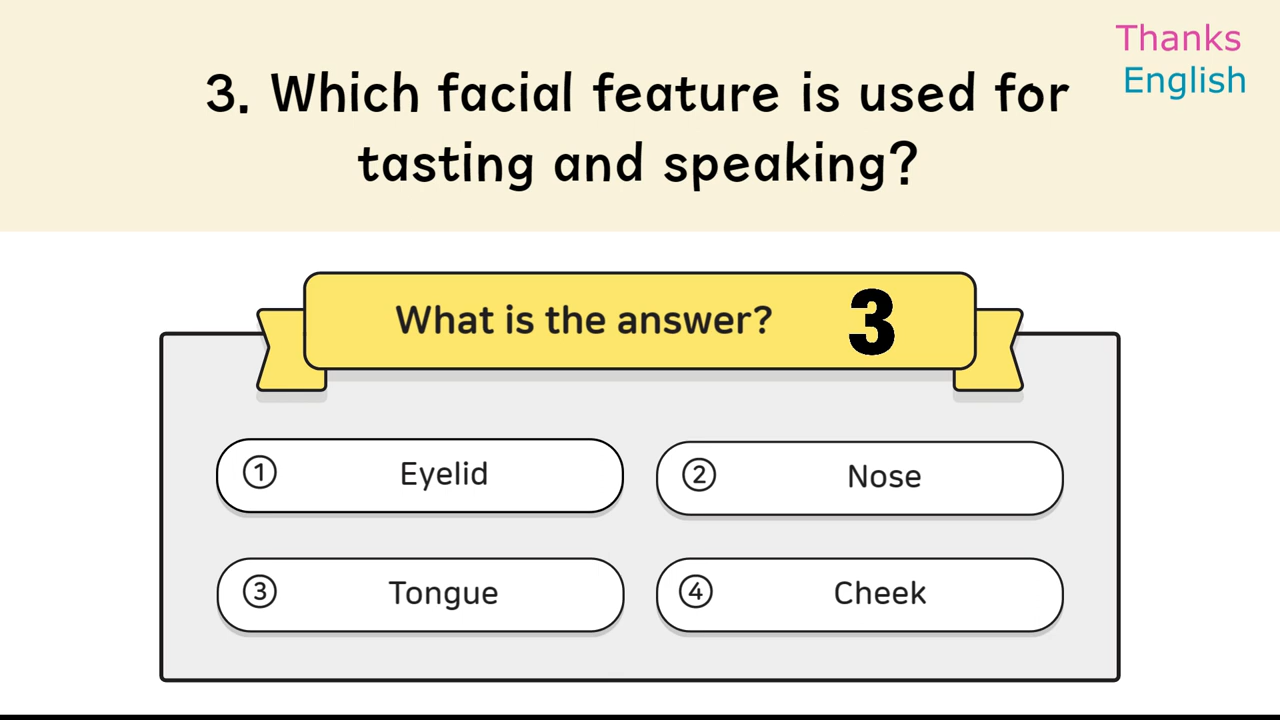 Thanks
English
3. Which facial feature is used for
tasting and speaking?
What is the answer? 3
① Eyelid
② Nose
③ Tongue
④ Cheek